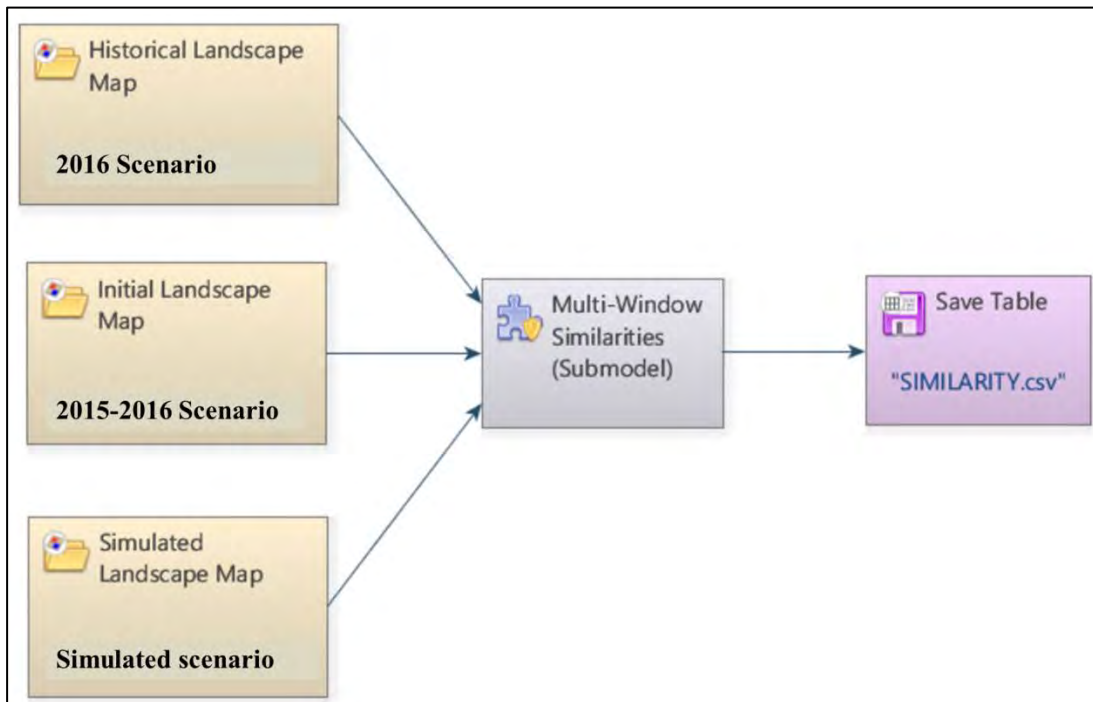 Historical Landscape
Map
2016 Scenario
Initial Landscape
Map
2015-2016 Scenario
Simulated
Landscape Map
Simulated scenario
Multi-Window
Similarities
(Submodel)
Save Table
"SIMILARITY.csv"